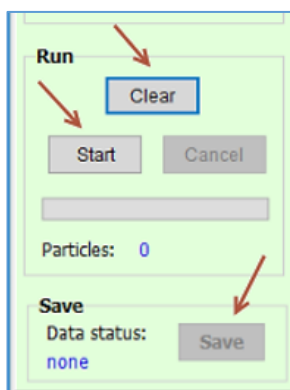 Run
Clear
Start Cancel
Particles: 0
Save
Data status:
Save
none